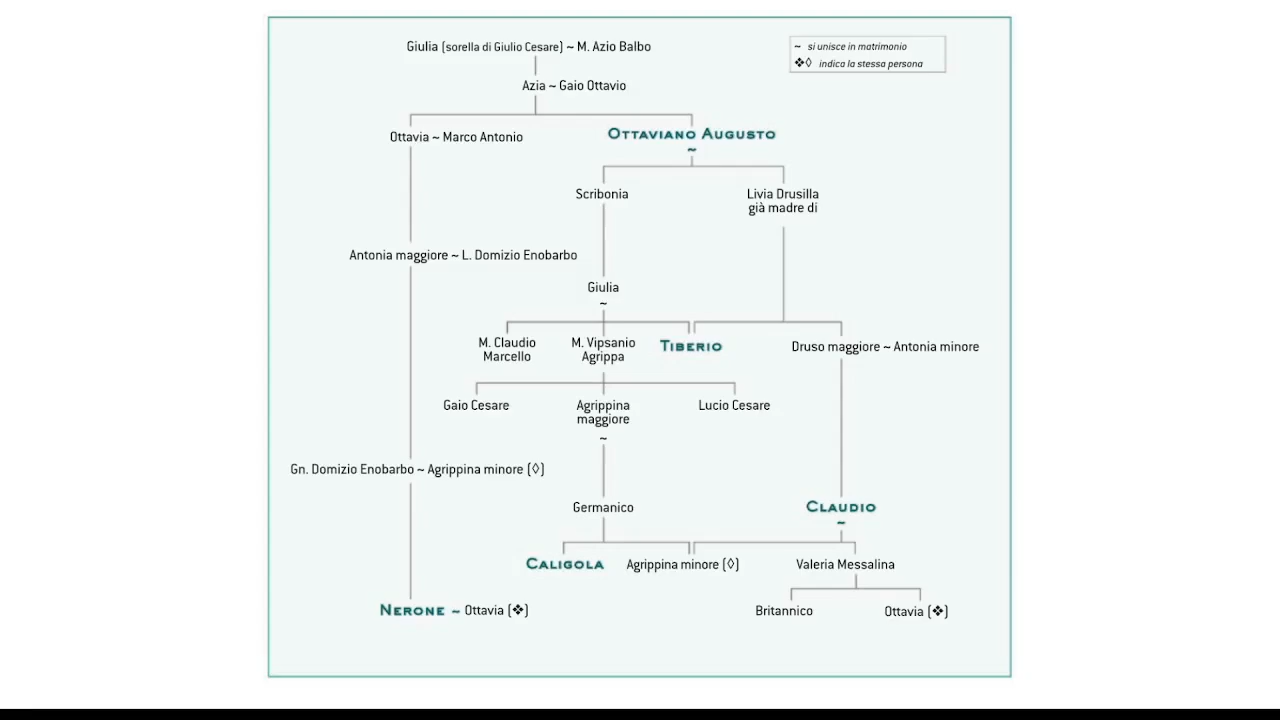 Giulia (sorella di Giulio Cesare) ~ M. Azio Balbo
~ si unisce in matrimonio
❖◊ indica la stessa persona
Azia ~ Gaio Ottavio
Ottavia ~ Marco Antonio
OTTAVIANO AUGUSTO
~
Scribonia
Livia Drusilla
già madre di
Antonia maggiore ~ L. Domizio Enobarbo
Giulia
~
M. Claudio
Marcello
M. Vipsanio
Agrippa
TIBERIO
Druso maggiore ~ Antonia minore
Gaio Cesare
Agrippina
maggiore
~
Lucio Cesare
Gn. Domizio Enobarbo ~ Agrippina minore (◊)
Germanico
CLAUDIO
~
CALIGOLA
Agrippina minore (◊)
Valeria Messalina
NERONE ~ Ottavia (❖)
Britannico
Ottavia (❖)